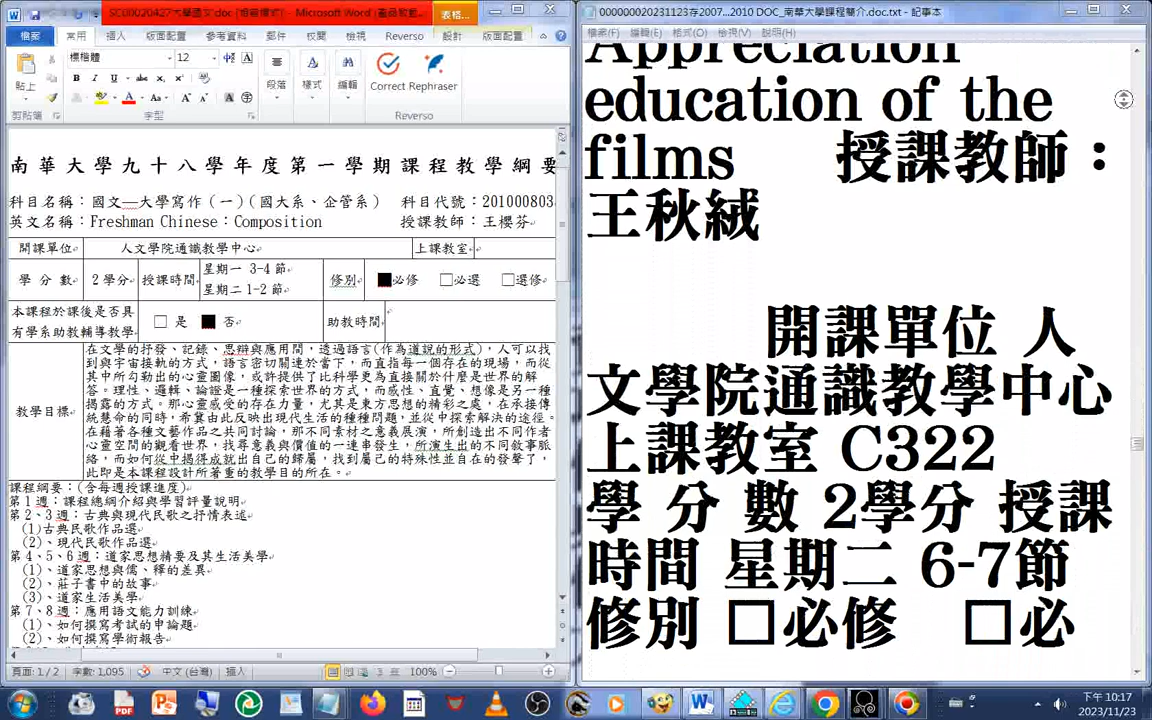 SC00020427大學國文.doc [相容模式] - Microsoft Word (產品啟動...
表格...
檔案 常用 插入 版面配置 參考資料 郵件 校閱 檢視 Reverso 設計 版面配置
標楷體 12
貼上
段落 樣式 編輯 Correct Rephraser
剪貼簿 字型 Reverso
南華大學九十八學年度第一學期課程教學綱要
科目名稱：國文—大學寫作（一）(國大系、企管系) 科目代號：201000803
英文名稱：Freshman Chinese：Composition 授課教師：王櫻芬
開課單位 人文學院通識教學中心 上課教室
學 分 數 2 學分 授課時間 星期一 3-4 節 星期二 1-2 節 修別 ■必修 □必選 □選修
本課程於課後是否具有學系助教輔導教學 □ 是 ■ 否 助教時間
教學目標
在文學的抒發、記錄、思辯與應用間，透過語言(作為道說的形式)，人可以找
到與宇宙接軌的方式，語言密切關連於當下，而直指每一個存在的現場，而從
其中所勾勒出的心靈圖像，或許提供了比科學更為直接關於什麼是世界的解
答。理性、邏輯、論證是一種探索世界的方式，而感性、直覺、想像是另一種
揭露的方式。那心靈感受的存在力量，尤其是東方思想的精彩之處，在承接傳
統慧命的同時，希冀由此反映出現代生活的種種問題，並從中探索解決的途徑。
在藉著各種文藝作品之共同討論，那不同素材之意義展演，所創造出不同作者
心靈空間的觀看世界，找尋意義與價值的一連串發生，所演生出的不同敘事脈
絡，而如何從中揭得成就出自己的歸屬，找到屬己的特殊性並自在的發聲了，
此即是本課程設計所著重的教學目的所在。
課程綱要：(含每週授課進度)
第 1 週：課程總綱介紹與學習評量說明
第 2、3 週：古典與現代民歌之抒情表述
(1)古典民歌作品選
(2)、現代民歌作品選
第 4、5、6 週：道家思想精要及其生活美學
(1)、道家思想與儒、釋的差異
(2)、莊子書中的故事
(3)、道家生活美學
第 7、8 週：應用語文能力訓練
(1)、如何撰寫考試的申論題
(2)、如何撰寫學術報告
頁面：1 / 2 字數：1,095 中文 (台灣) 插入 100%
000000020231123存2007...2010 DOC_南華大學課程簡介.doc.txt - 記事本
檔案(F) 編輯(E) 格式(O) 檢視(V) 說明(H)
Appreciation
education of the
films 授課教師：
王秋絨
開課單位 人
文學院通識教學中心
上課教室 C322
學 分 數 2學分 授課
時間 星期二 6-7節
修別 □必修 □必
下午 10:17
2023/11/23